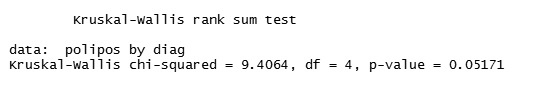 Kruskal-Wallis rank sum test
data:  polipos by diag
Kruskal-Wallis chi-squared = 9.4064, df = 4, p-value = 0.05171